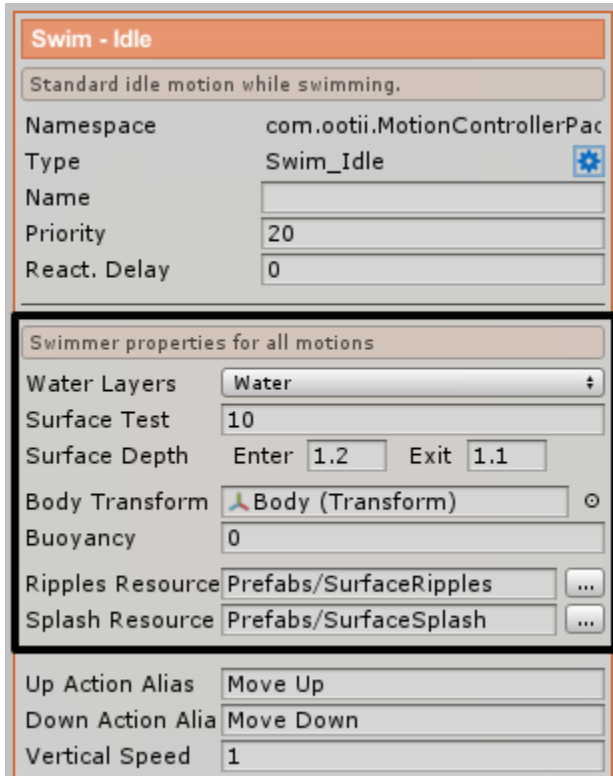 Swim - Idle
Standard idle motion while swimming.
Namespace com.ootii.MotionControllerPac
Type Swim_Idle
Name
Priority 20
React. Delay 0
Swimmer properties for all motions
Water Layers Water
Surface Test 10
Surface Depth Enter 1.2 Exit 1.1
Body Transform Body (Transform)
Buoyancy 0
Ripples Resource Prefabs/SurfaceRipples ...
Splash Resource Prefabs/SurfaceSplash ...
Up Action Alias Move Up
Down Action Alia Move Down
Vertical Speed 1